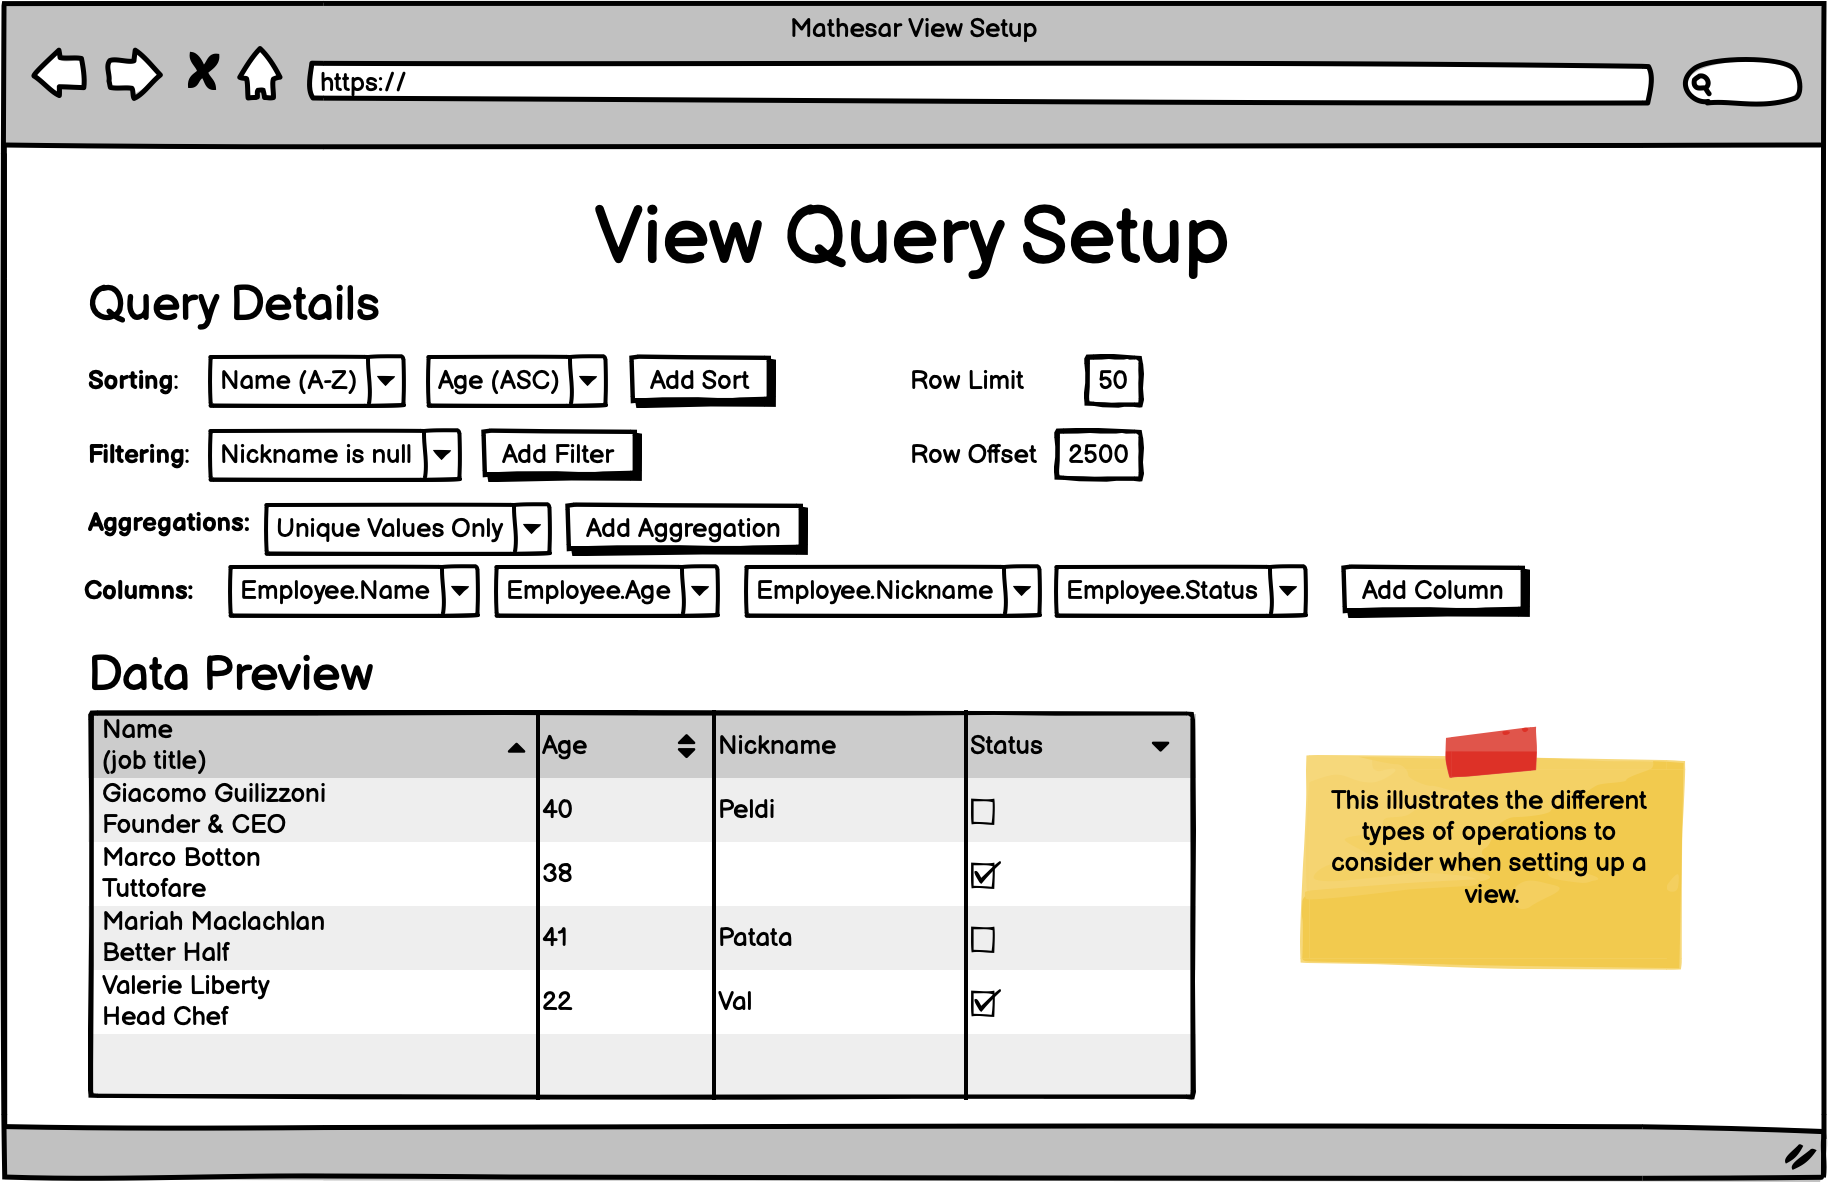 Mathesar View Setup
https://
View Query Setup
Query Details
Sorting: Name (A-Z) Age (ASC) Add Sort Row Limit 50
Filtering: Nickname is null Add Filter Row Offset 2500
Aggregations: Unique Values Only Add Aggregation
Columns: Employee.Name Employee.Age Employee.Nickname Employee.Status Add Column
Data Preview
Name
(job title) Age Nickname Status
Giacomo Guilizzoni
Founder & CEO 40 Peldi
Marco Botton
Tuttofare 38
Mariah Maclachlan
Better Half 41 Patata
Valerie Liberty
Head Chef 22 Val
This illustrates the different
types of operations to
consider when setting up a
view.